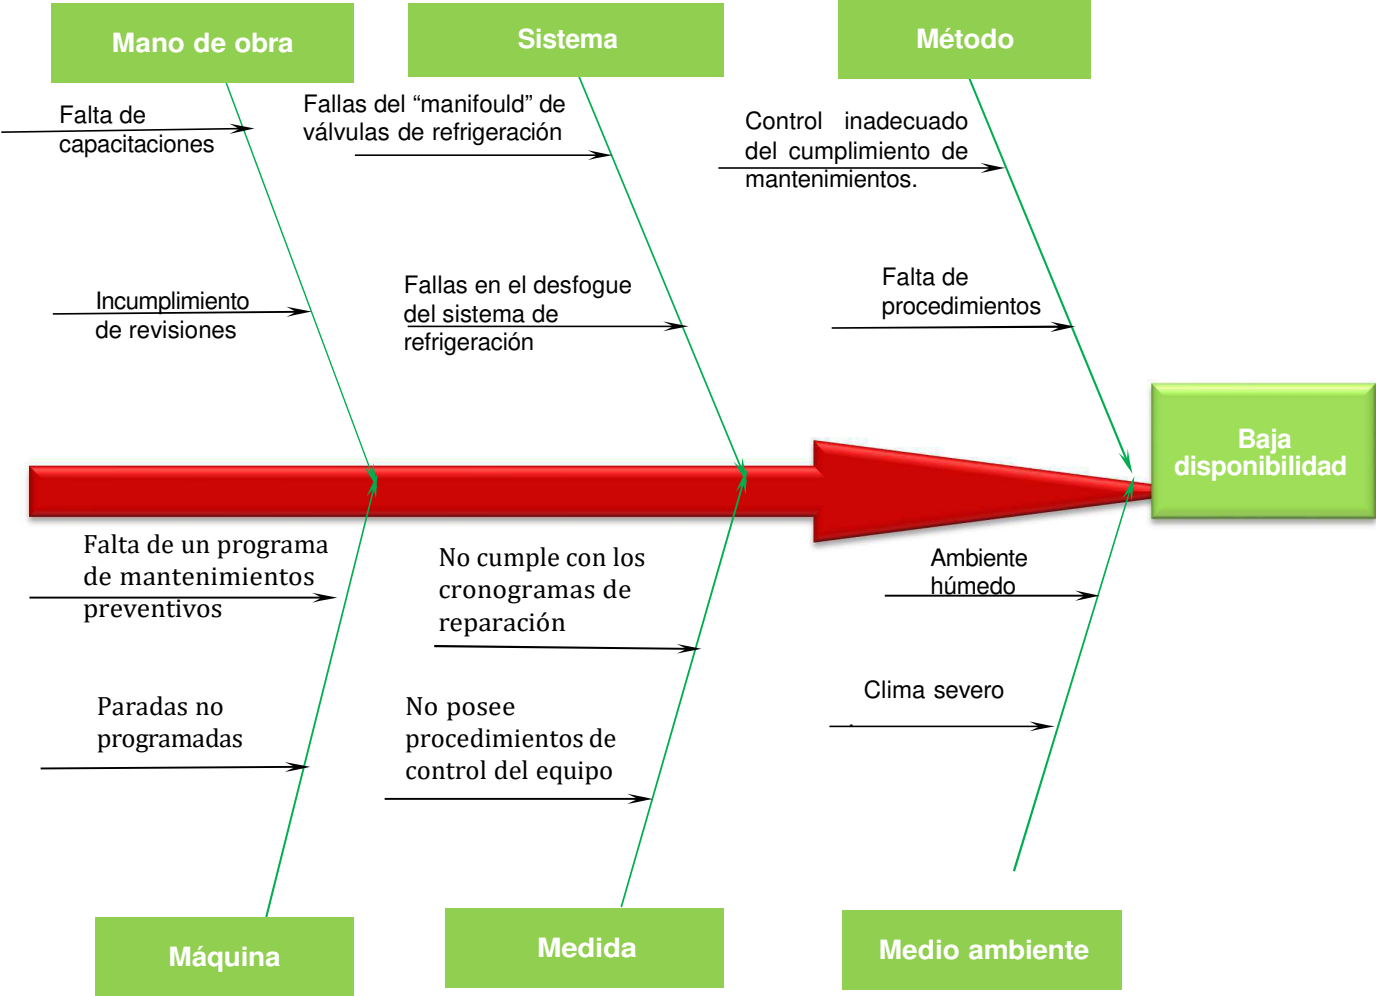 Mano de obra
Sistema
Método
Falta de
capacitaciones
Fallas del “manifould” de
válvulas de refrigeración
Control inadecuado
del cumplimiento de
mantenimientos.
Incumplimiento
de revisiones
Fallas en el desfogue
del sistema de
refrigeración
Falta de
procedimientos
Baja
disponibilidad
Falta de un programa
de mantenimientos
preventivos
No cumple con los
cronogramas de
reparación
Ambiente
húmedo
Paradas no
programadas
No posee
procedimientos de
control del equipo
Clima severo
.
Máquina
Medida
Medio ambiente